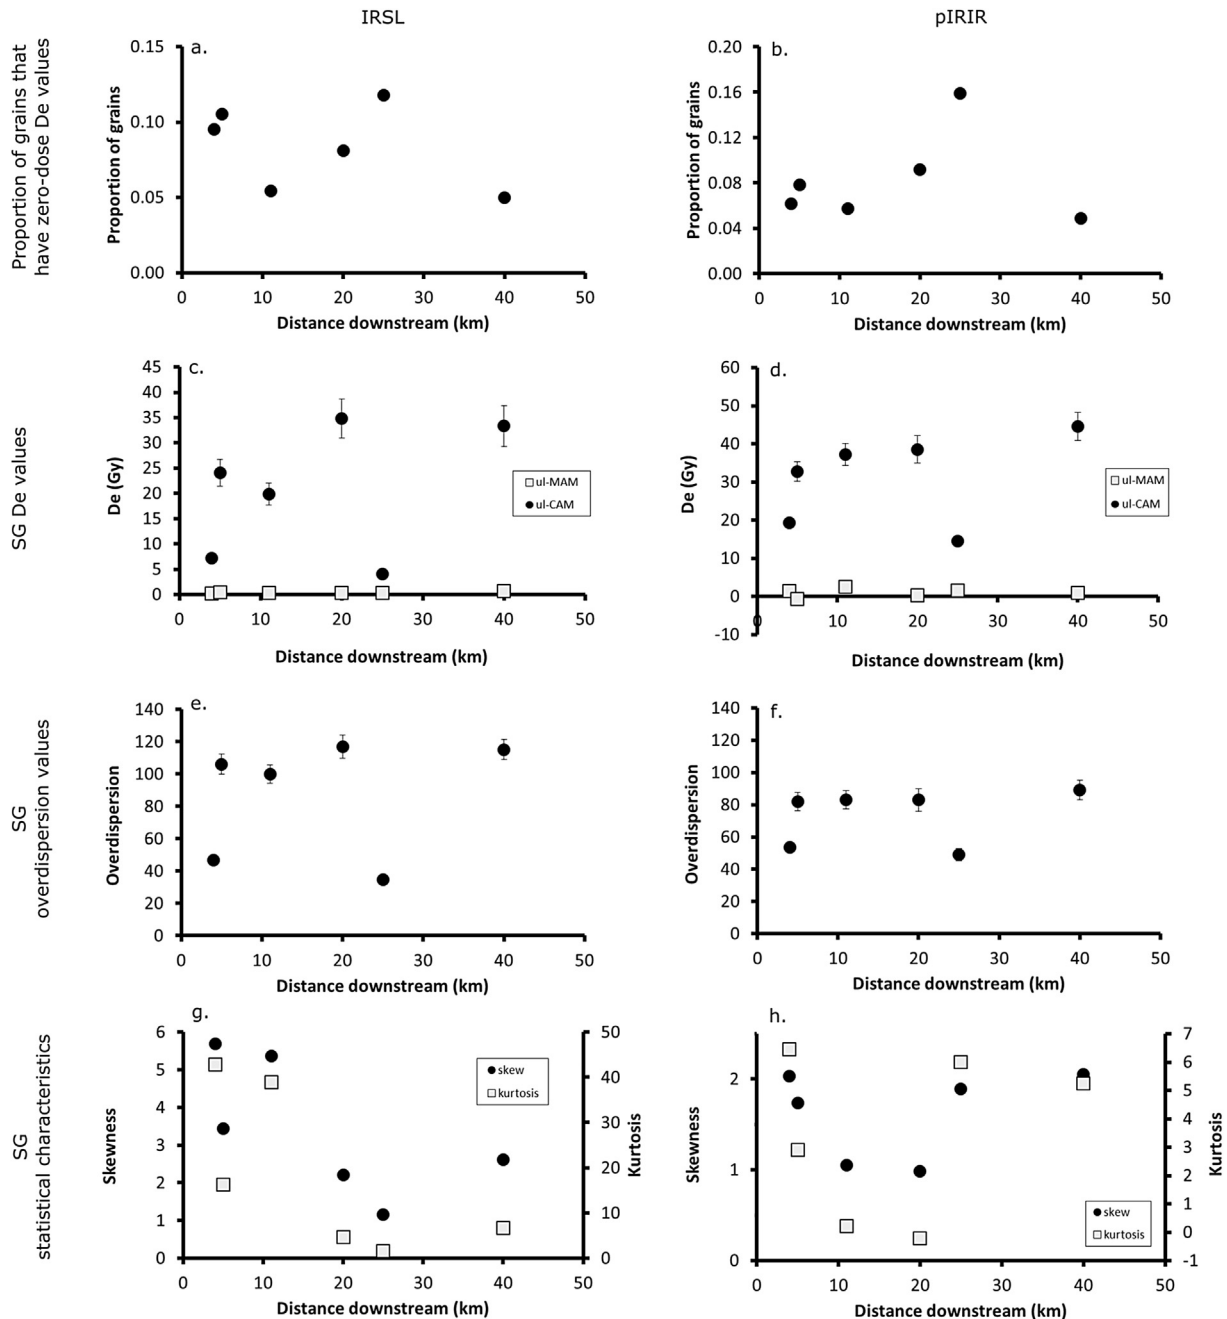 IRSL
pIRIR
Proportion of grains that
have zero-dose De values
a.
Proportion of grains
0.15
0.10
0.05
0.00
0 10 20 30 40 50
Distance downstream (km)
b.
Proportion of grains
0.20
0.16
0.12
0.08
0.04
0.00
0 10 20 30 40 50
Distance downstream (km)
SG De values
c.
De (Gy)
45
40
35
30
25
20
15
10
5
0
0 10 20 30 40 50
ul-MAM
ul-CAM
Distance downstream (km)
d.
De (Gy)
60
50
40
30
20
10
0
-10
0 10 20 30 40 50
ul-MAM
ul-CAM
Distance downstream (km)
SG
overdispersion values
e.
Overdispersion
140
120
100
80
60
40
20
0
0 10 20 30 40 50
Distance downstream (km)
f.
Overdispersion
140
120
100
80
60
40
20
0
0 10 20 30 40 50
Distance downstream (km)
SG
statistical characteristics
g.
Skewness
6
5
4
3
2
1
0
skew
kurtosis
50
40
30
20
10
0
Kurtosis
0 10 20 30 40 50
Distance downstream (km)
h.
Skewness
2
1
0
skew
kurtosis
7
6
5
4
3
2
1
0
-1
Kurtosis
0 10 20 30 40 50
Distance downstream (km)